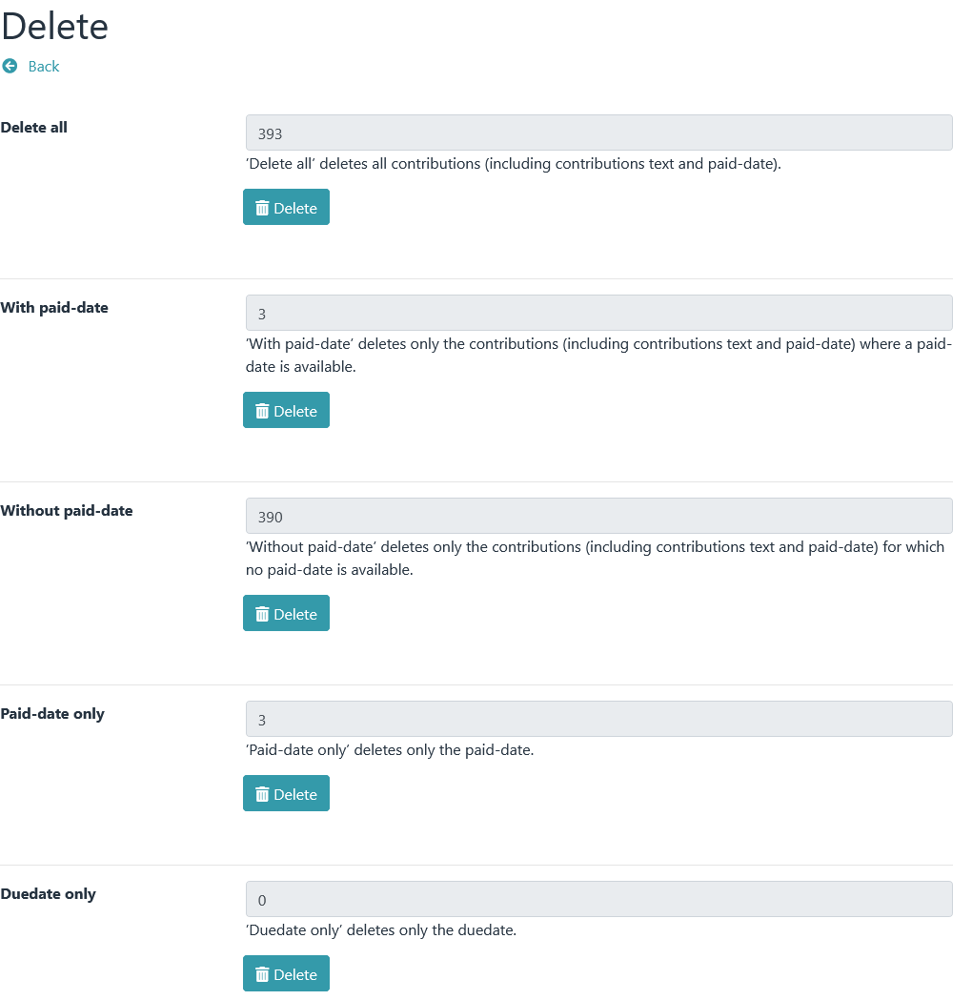 Delete
Back
Delete all
393
‘Delete all’ deletes all contributions (including contributions text and paid-date).
Delete
With paid-date
3
‘With paid-date’ deletes only the contributions (including contributions text and paid-date) where a paid-
date is available.
Delete
Without paid-date
390
‘Without paid-date’ deletes only the contributions (including contributions text and paid-date) for which
no paid-date is available.
Delete
Paid-date only
3
‘Paid-date only’ deletes only the paid-date.
Delete
Duedate only
0
‘Duedate only’ deletes only the duedate.
Delete